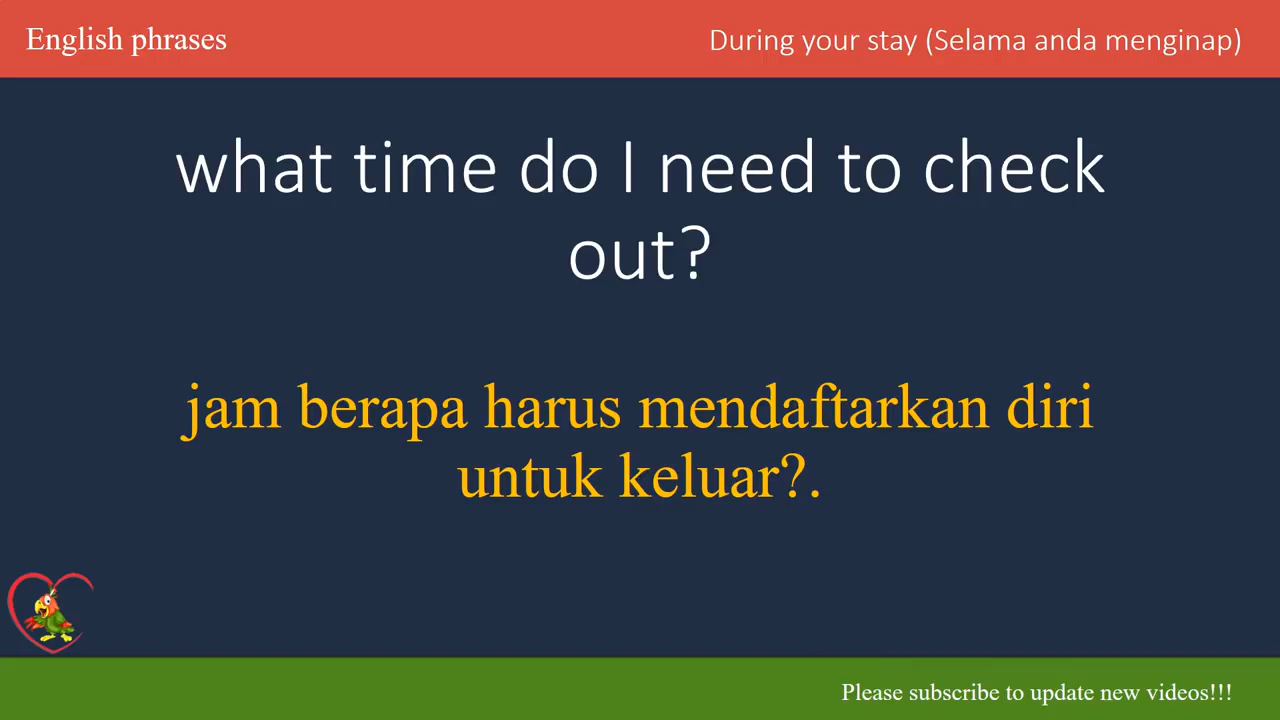 English phrases
During your stay (Selama anda menginap)
what time do I need to check
out?
jam berapa harus mendaftarkan diri
untuk keluar?.
Please subscribe to update new videos!!!